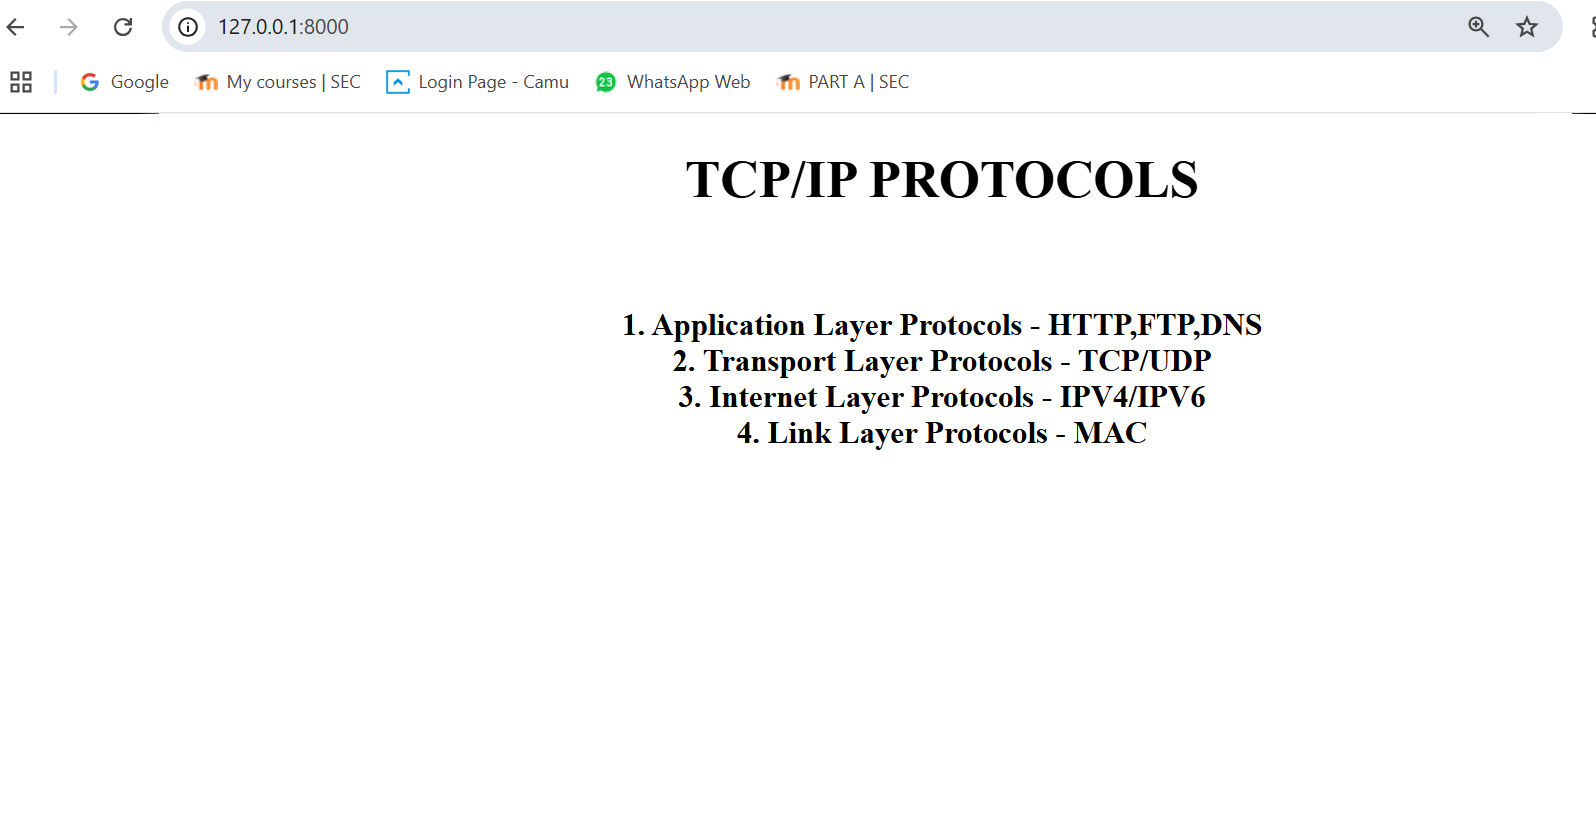 127.0.0.1:8000
Google My courses | SEC Login Page - Camu 23 WhatsApp Web PART A | SEC
TCP/IP PROTOCOLS
1. Application Layer Protocols - HTTP,FTP,DNS
2. Transport Layer Protocols - TCP/UDP
3. Internet Layer Protocols - IPV4/IPV6
4. Link Layer Protocols - MAC